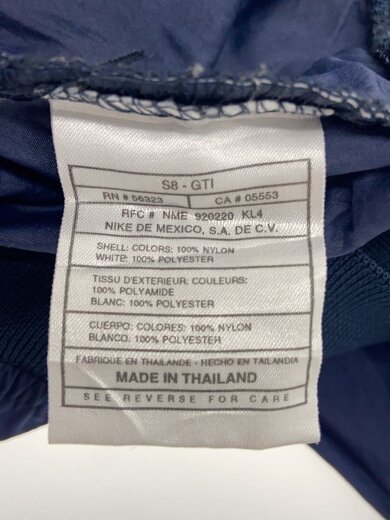 S8 - GTI
RN # 56323 CA # 05553
RFC # NME 920220 KL4
NIKE DE MEXICO, S.A. DE C.V.
SHELL: COLORS: 100% NYLON
WHITE: 100% POLYESTER
TISSU D'EXTERIEUR: COULEURS:
100% POLYAMIDE
BLANC: 100% POLYESTER
CUERPO: COLORES: 100% NYLON
BLANCO: 100% POLYESTER
FABRIQUE EN THAILANDE - HECHO EN TAILANDIA
MADE IN THAILAND
SEE REVERSE FOR CARE